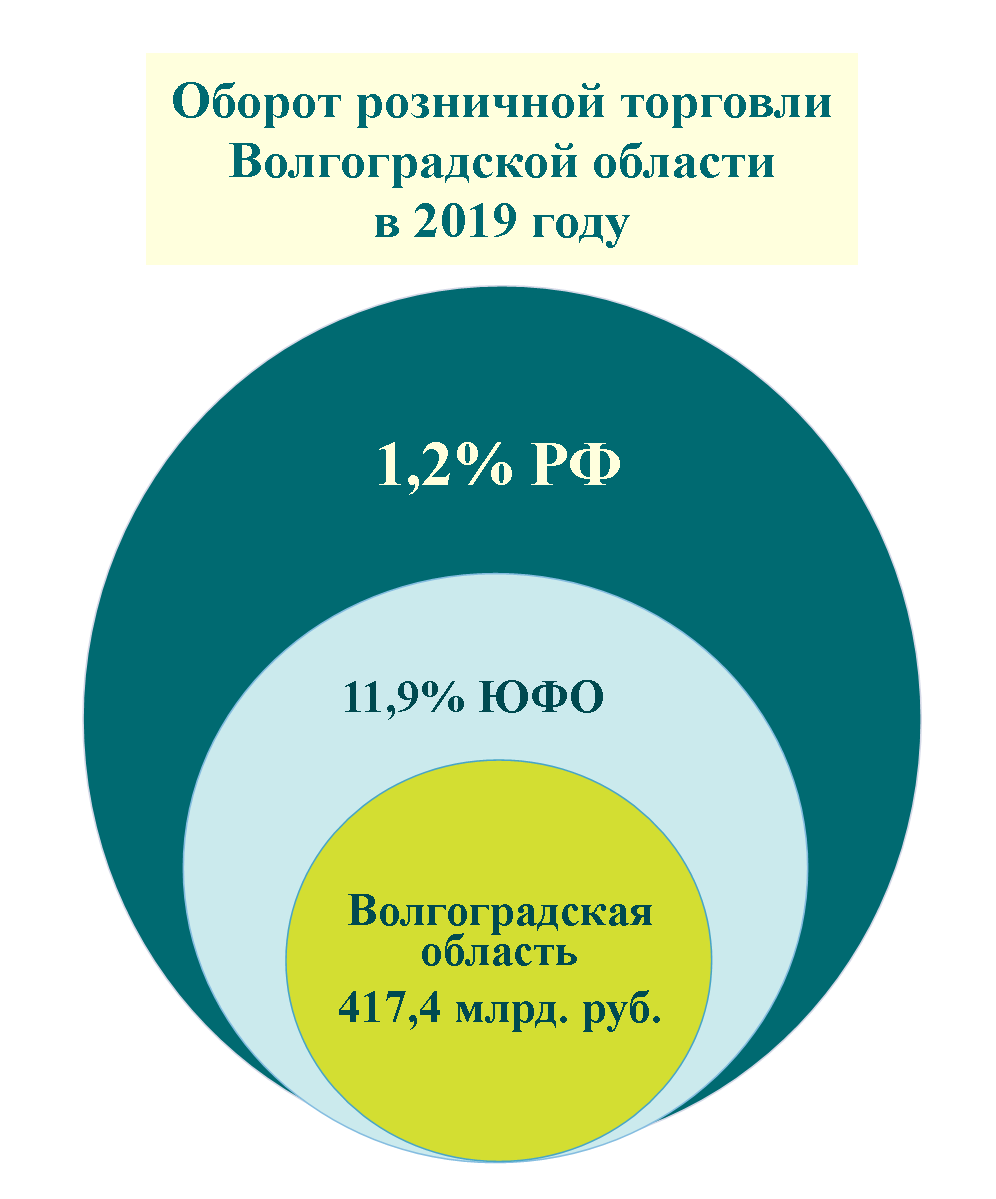 Оборот розничной торговли
Волгоградской области
в 2019 году
1,2% РФ
11,9% ЮФО
Волгоградская
область
417,4 млрд. руб.